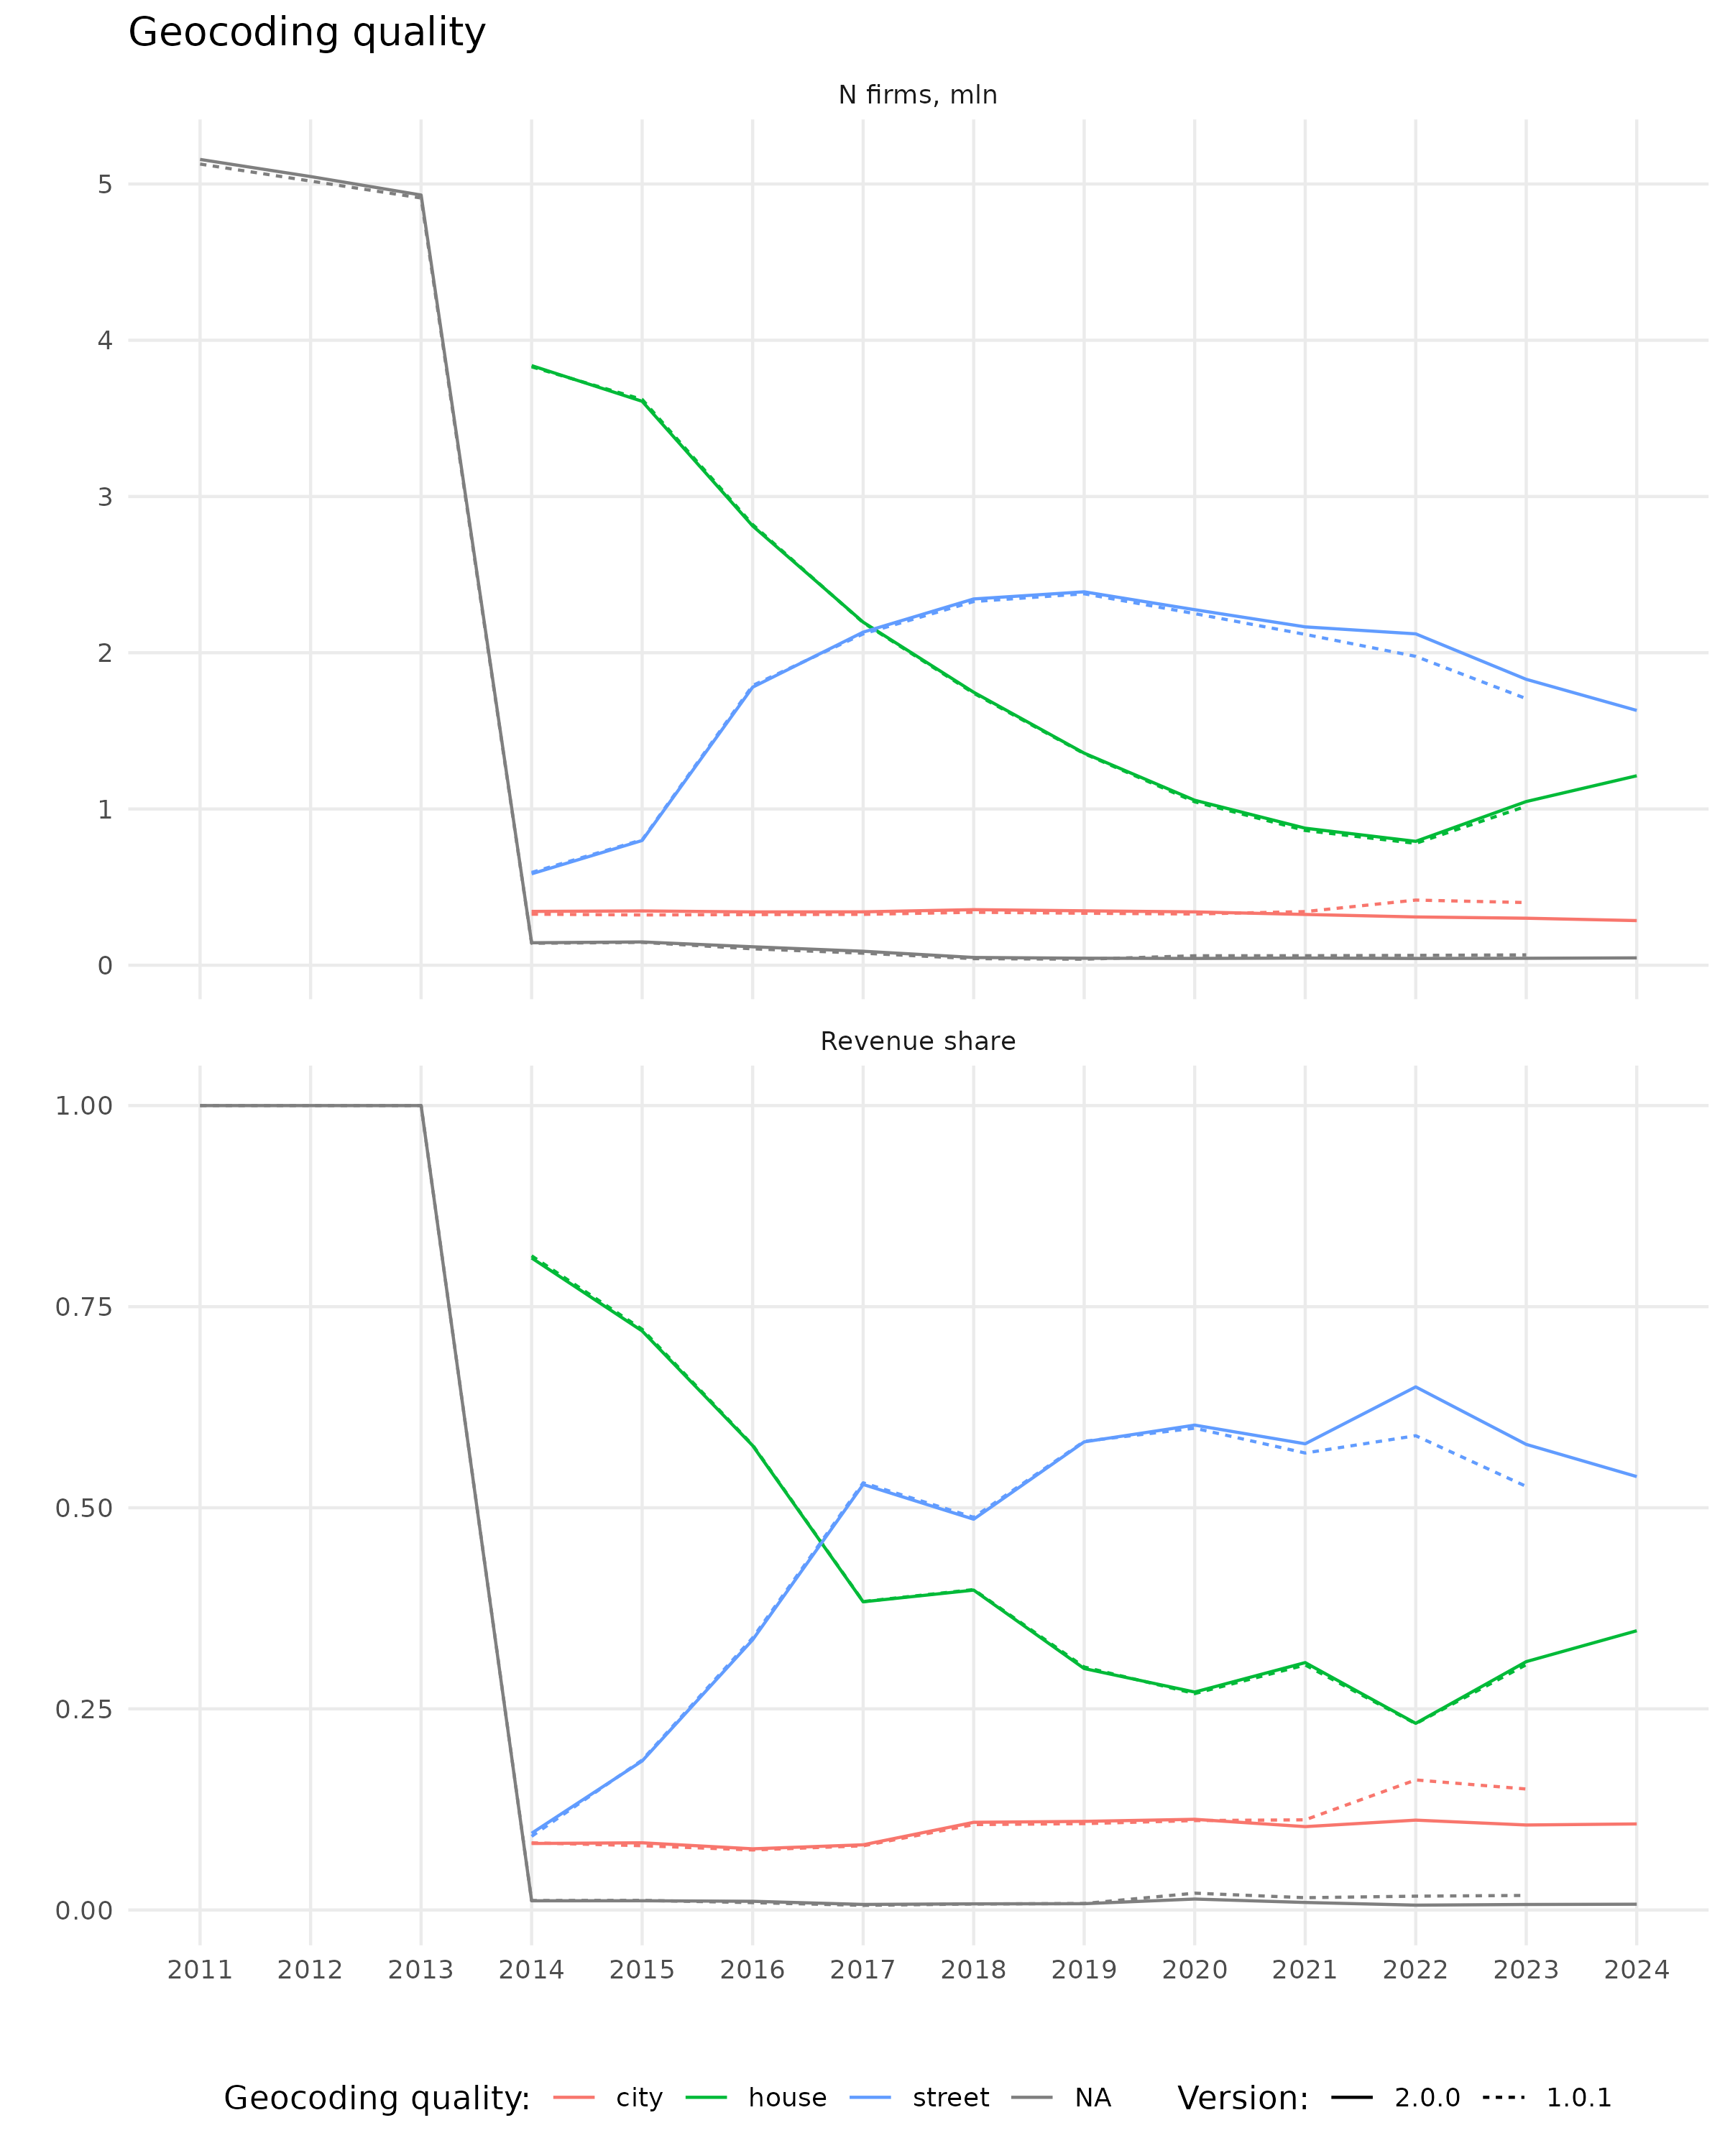 Geocoding quality
N firms, mln
5
4
3
2
1
0
Revenue share
1.00
0.75
0.50
0.25
0.00
2011 2012 2013 2014 2015 2016 2017 2018 2019 2020 2021 2022 2023 2024
Geocoding quality: city house street NA Version: 2.0.0 1.0.1